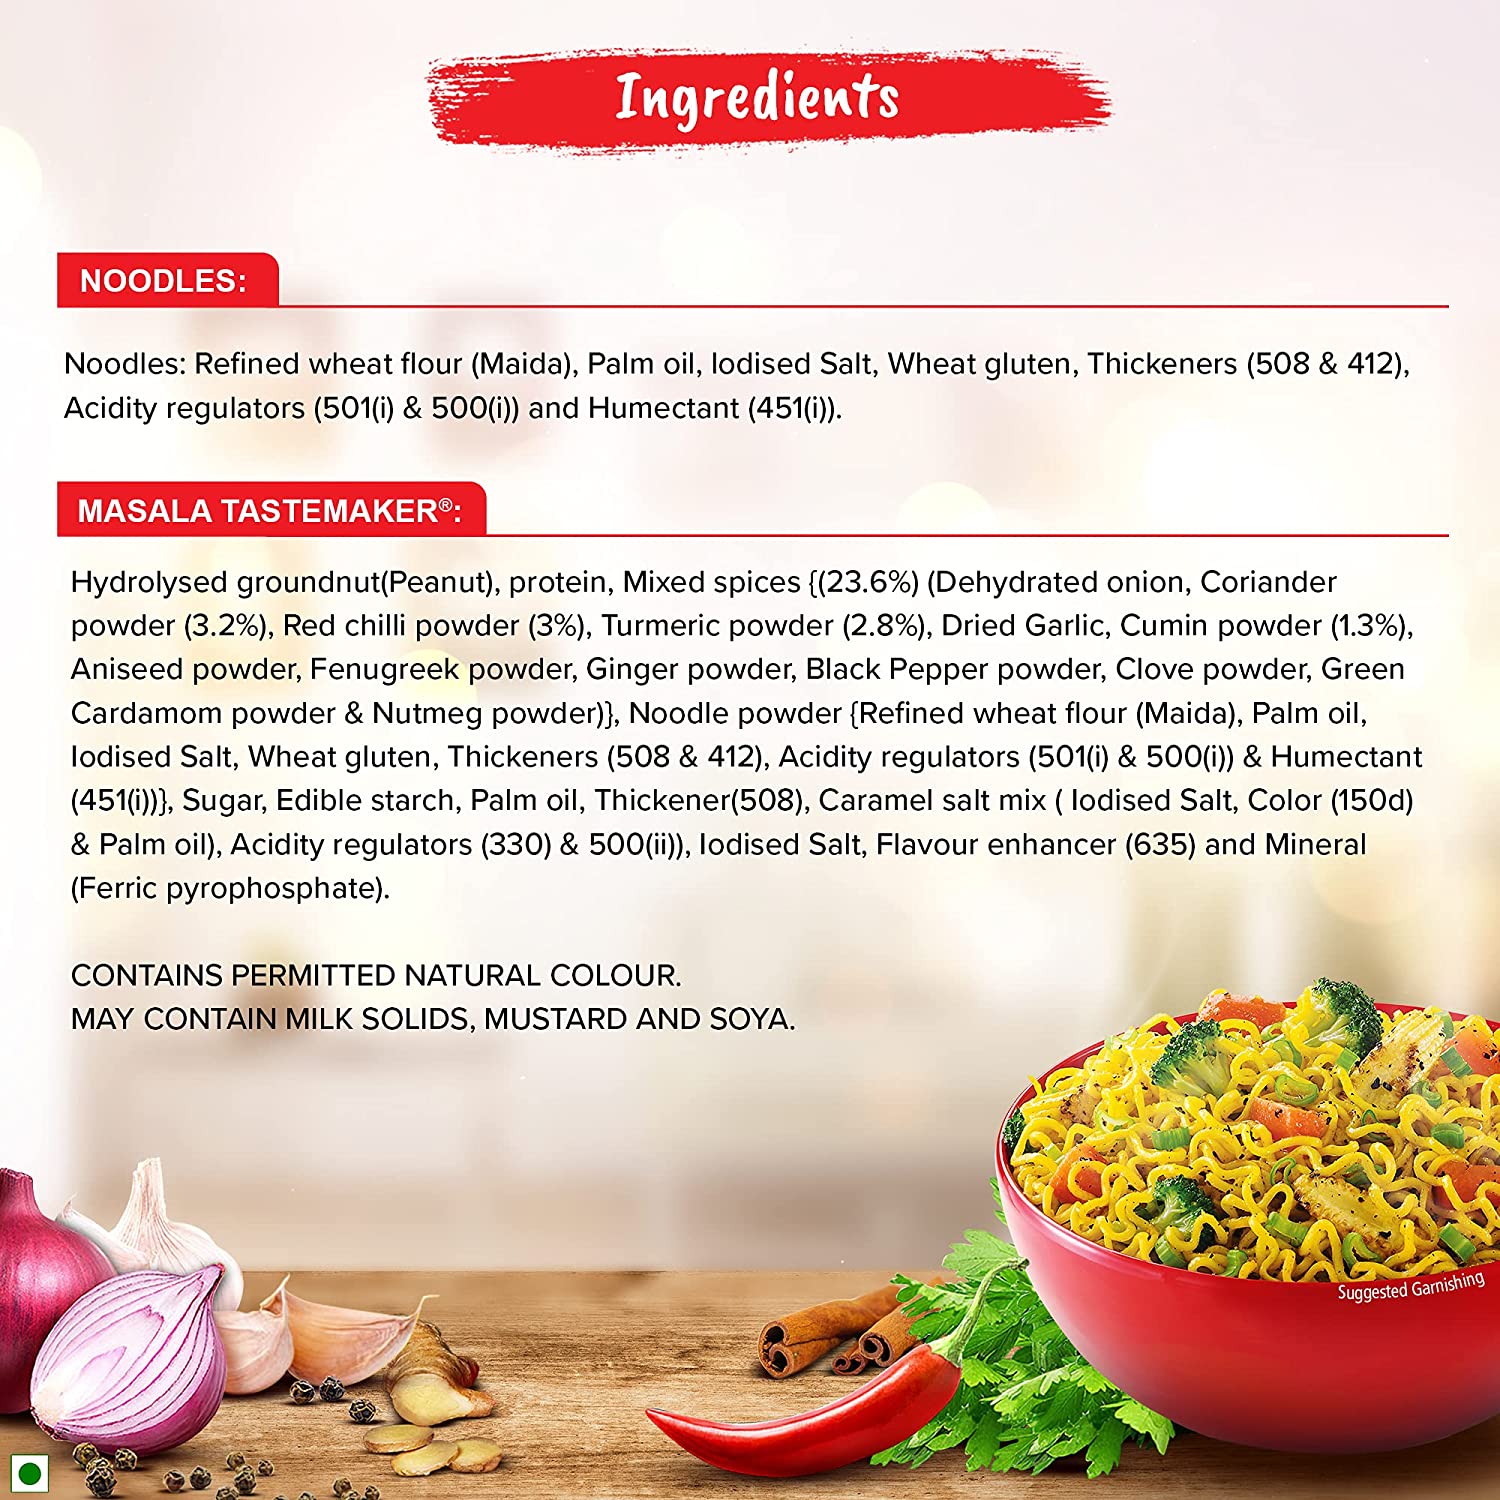 Ingredients
NOODLES:
Noodles: Refined wheat flour (Maida), Palm oil, Iodised Salt, Wheat gluten, Thickeners (508 & 412),
Acidity regulators (501(i) & 500(i)) and Humectant (451(i)).
MASALA TASTEMAKER®:
Hydrolysed groundnut(Peanut), protein, Mixed spices {(23.6%) (Dehydrated onion, Coriander
powder (3.2%), Red chilli powder (3%), Turmeric powder (2.8%), Dried Garlic, Cumin powder (1.3%),
Aniseed powder, Fenugreek powder, Ginger powder, Black Pepper powder, Clove powder, Green
Cardamom powder & Nutmeg powder)}, Noodle powder {Refined wheat flour (Maida), Palm oil,
Iodised Salt, Wheat gluten, Thickeners (508 & 412), Acidity regulators (501(i) & 500(i)) & Humectant
(451(i))}, Sugar, Edible starch, Palm oil, Thickener(508), Caramel salt mix ( Iodised Salt, Color (150d)
& Palm oil), Acidity regulators (330) & 500(ii)), Iodised Salt, Flavour enhancer (635) and Mineral
(Ferric pyrophosphate).
CONTAINS PERMITTED NATURAL COLOUR.
MAY CONTAIN MILK SOLIDS, MUSTARD AND SOYA.
Suggested Garnishing